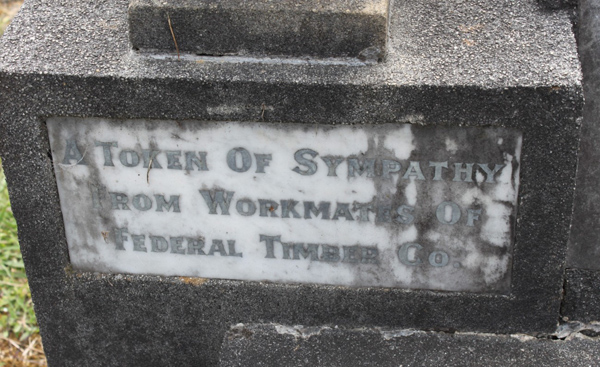 A Token Of Sympathy
From Workmates Of
Federal Timber Co.